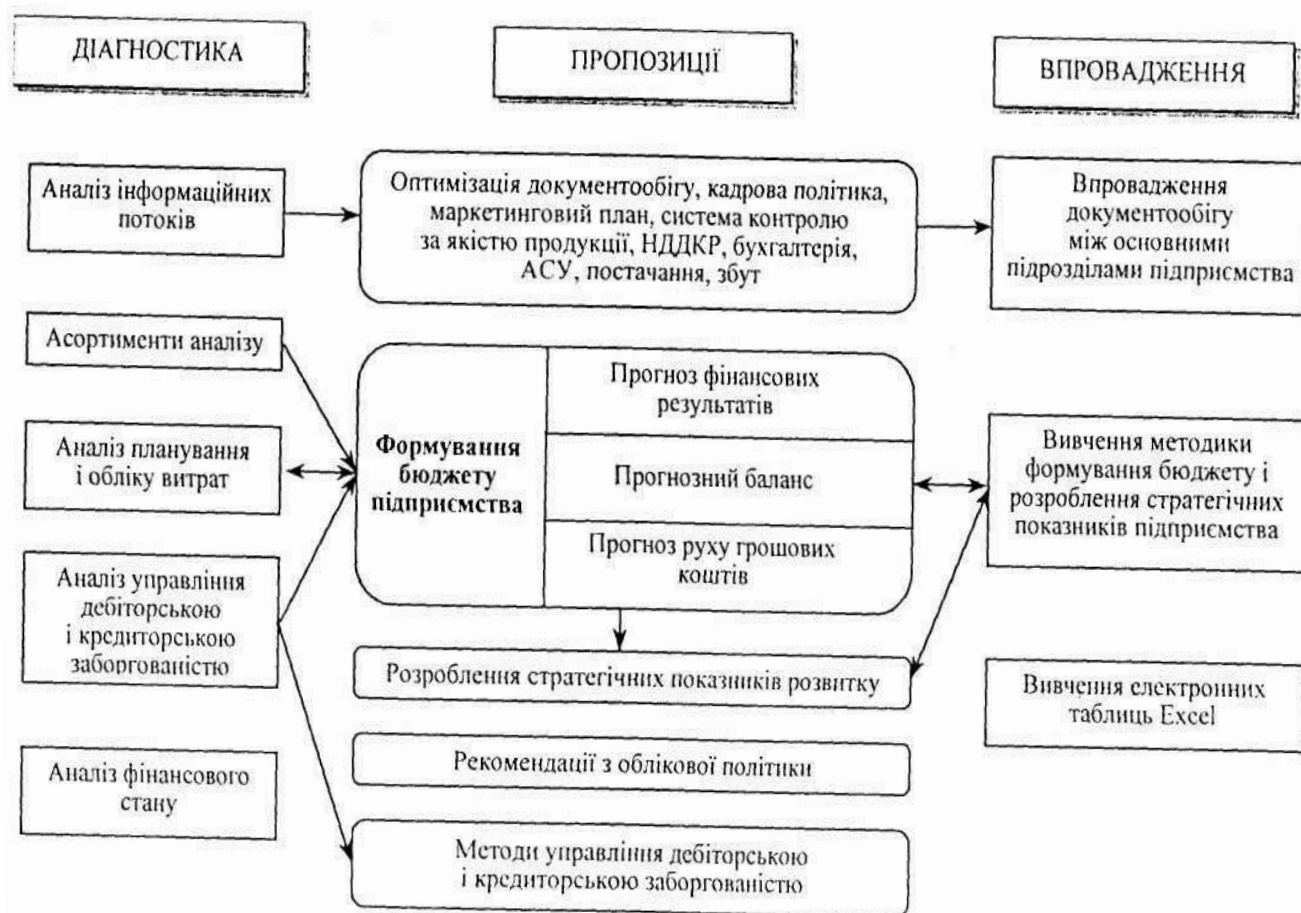 ДІАГНОСТИКА
ПРОПОЗИЦІЇ
ВПРОВАДЖЕННЯ
Аналіз інформаційних
потоків
Оптимізація документообігу, кадрова політика,
маркетинговий план, система контролю
за якістю продукції, НДДКР, бухгалтерія,
АСУ, постачання, збут
Впровадження
документообігу
між основними
підрозділами підприємства
Асортименти аналізу
Аналіз планування
і обліку витрат
Аналіз управління
дебіторською
і кредиторською
заборгованістю
Аналіз фінансового
стану
Формування
бюджету
підприємства
Прогноз фінансових
результатів
Прогнозний баланс
Прогноз руху грошових
коштів
Розроблення стратегічних показників розвитку
Рекомендації з облікової політики
Методи управління дебіторською
і кредиторською заборгованістю
Вивчення методики
формування бюджету і
розроблення стратегічних
показників підприємства
Вивчення електронних
таблиць Excel